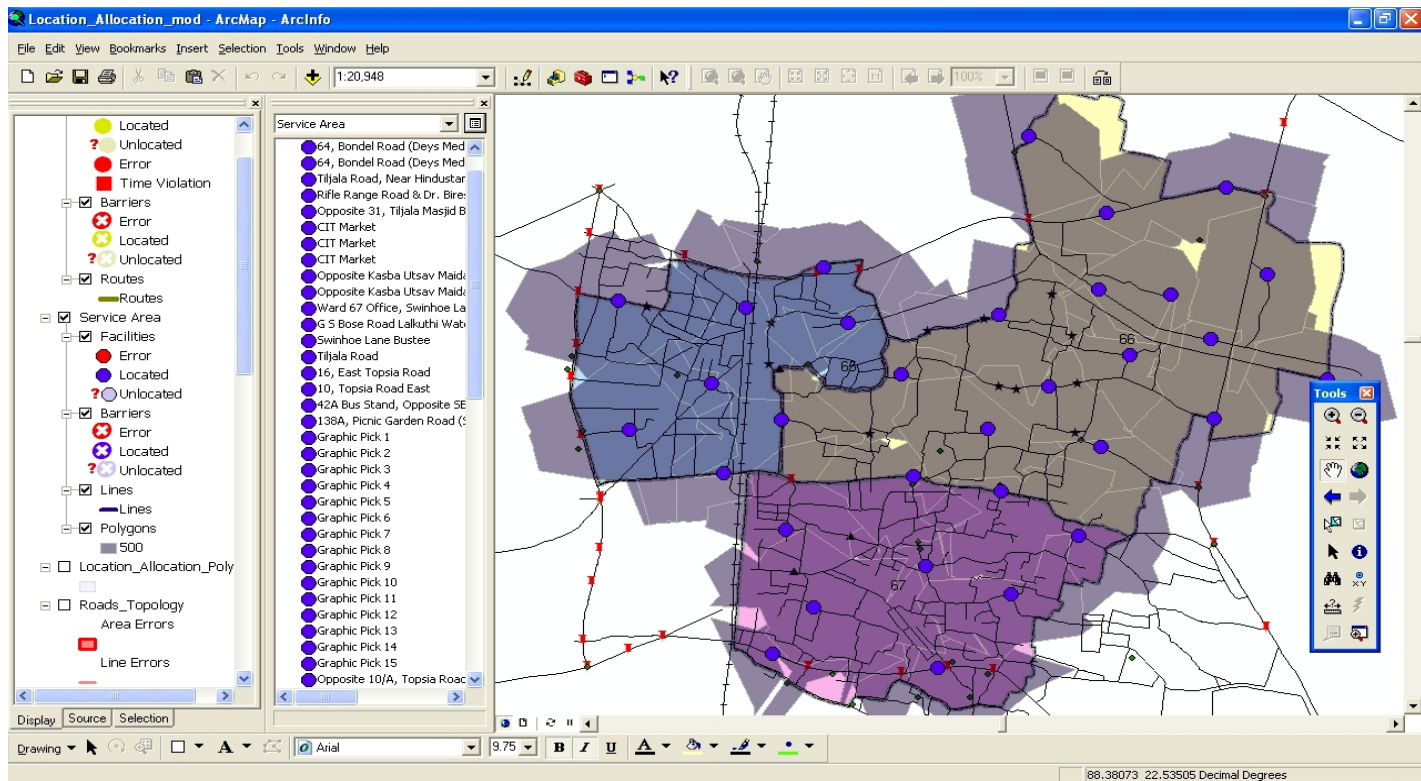 Location_Allocation_mod - ArcMap - ArcInfo
File Edit View Bookmarks Insert Selection Tools Window Help
1:20,948
100%
Located
? Unlocated
Error
Time Violation
Barriers
Error
Located
? Unlocated
Routes
Routes
Service Area
Facilities
Error
Located
? Unlocated
Barriers
Error
Located
? Unlocated
Lines
Lines
Polygons
500
Location_Allocation_Poly
Roads_Topology
Area Errors
Line Errors
Display Source Selection
Service Area
64, Bondel Road (Deys Med
64, Bondel Road (Deys Med
Tiljala Road, Near Hindustar
Rifle Range Road & Dr. Bires
Opposite 31, Tiljala Masjid B
CIT Market
CIT Market
CIT Market
Opposite Kasba Utsav Maida
Opposite Kasba Utsav Maida
Ward 67 Office, Swinhoe La
G S Bose Road Lalkuthi Wat
Swinhoe Lane Bustee
Tiljala Road
16, East Topsia Road
10, Topsia Road East
42A Bus Stand, Opposite SE
138A, Picnic Garden Road (S
Graphic Pick 1
Graphic Pick 2
Graphic Pick 3
Graphic Pick 4
Graphic Pick 5
Graphic Pick 6
Graphic Pick 7
Graphic Pick 8
Graphic Pick 9
Graphic Pick 10
Graphic Pick 11
Graphic Pick 12
Graphic Pick 13
Graphic Pick 14
Graphic Pick 15
Opposite 10/A, Topsia Road
66
67
Tools
XY
Drawing
A
Arial
9.75
B I U A
88.38073 22.53505 Decimal Degrees